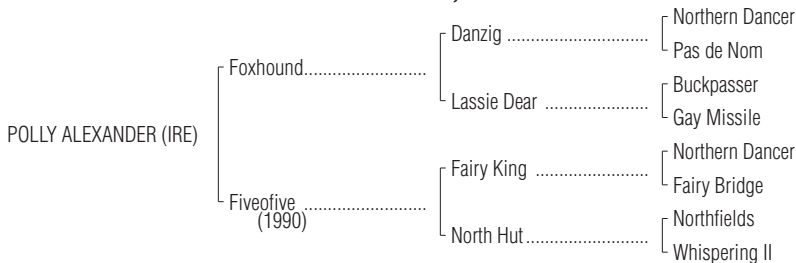 Northern Dancer
Danzig ..............................
Pas de Nom
Foxhound..........................
Buckpasser
Lassie Dear ......................
Gay Missile
POLLY ALEXANDER (IRE)
Northern Dancer
Fairy King ........................
Fairy Bridge
Fiveofive ..........................
(1990)
Northfields
North Hut..........................
Whispering II